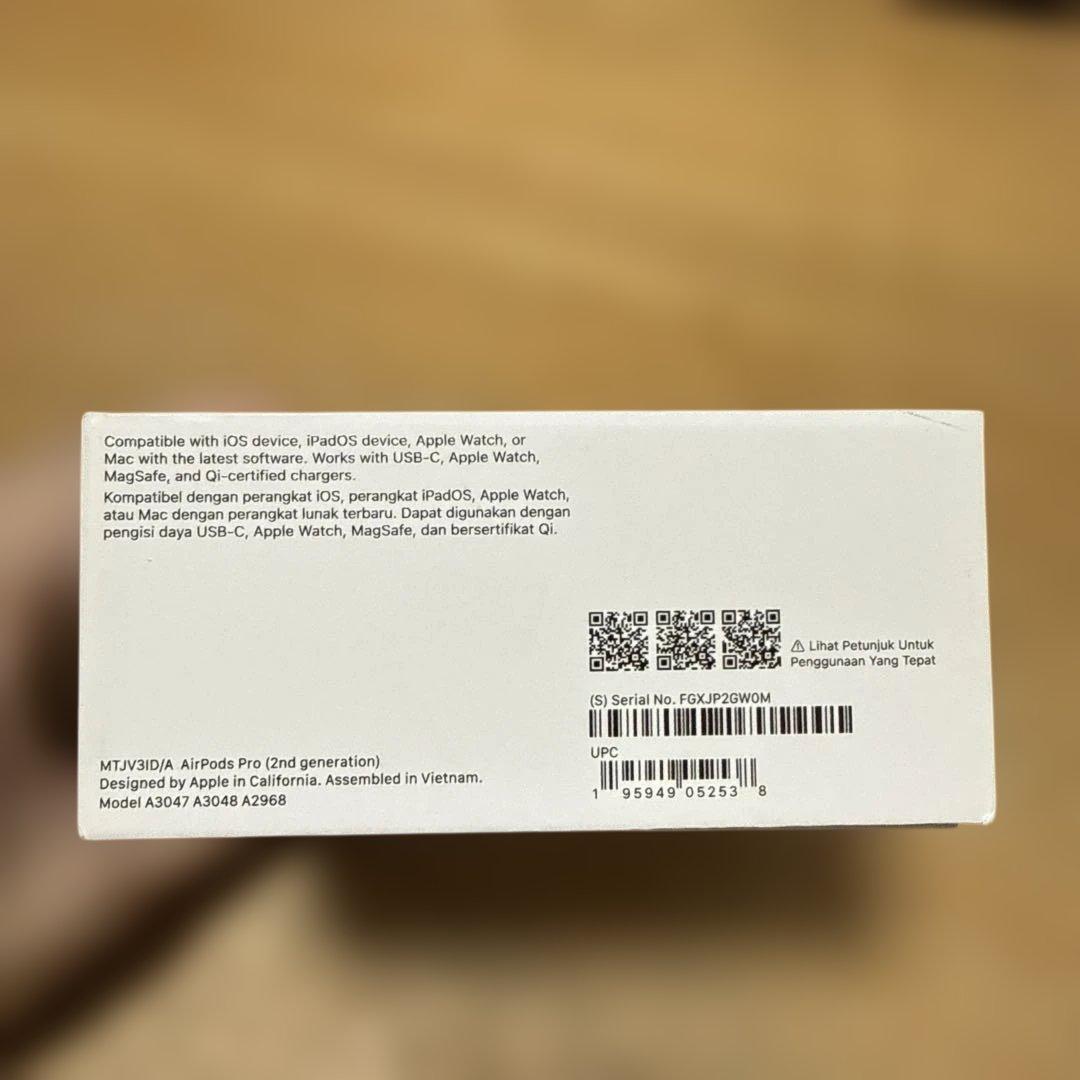 Compatible with iOS device, iPadOS device, Apple Watch, or
Mac with the latest software. Works with USB-C, Apple Watch,
MagSafe, and Qi-certified chargers.
Kompatibel dengan perangkat iOS, perangkat iPadOS, Apple Watch,
atau Mac dengan perangkat lunak terbaru. Dapat digunakan dengan
pengisi daya USB-C, Apple Watch, MagSafe, dan bersertifikat Qi.
⚠ Lihat Petunjuk Untuk
Penggunaan Yang Tepat
(S) Serial No. FGXJP2GW0M
UPC
1 95949 05253 8
MTJV3ID/A AirPods Pro (2nd generation)
Designed by Apple in California. Assembled in Vietnam.
Model A3047 A3048 A2968